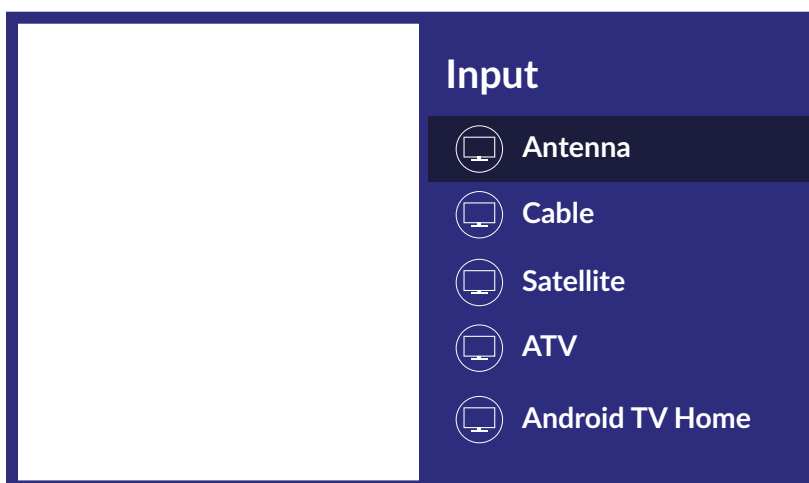 Input
Antenna
Cable
Satellite
ATV
Android TV Home